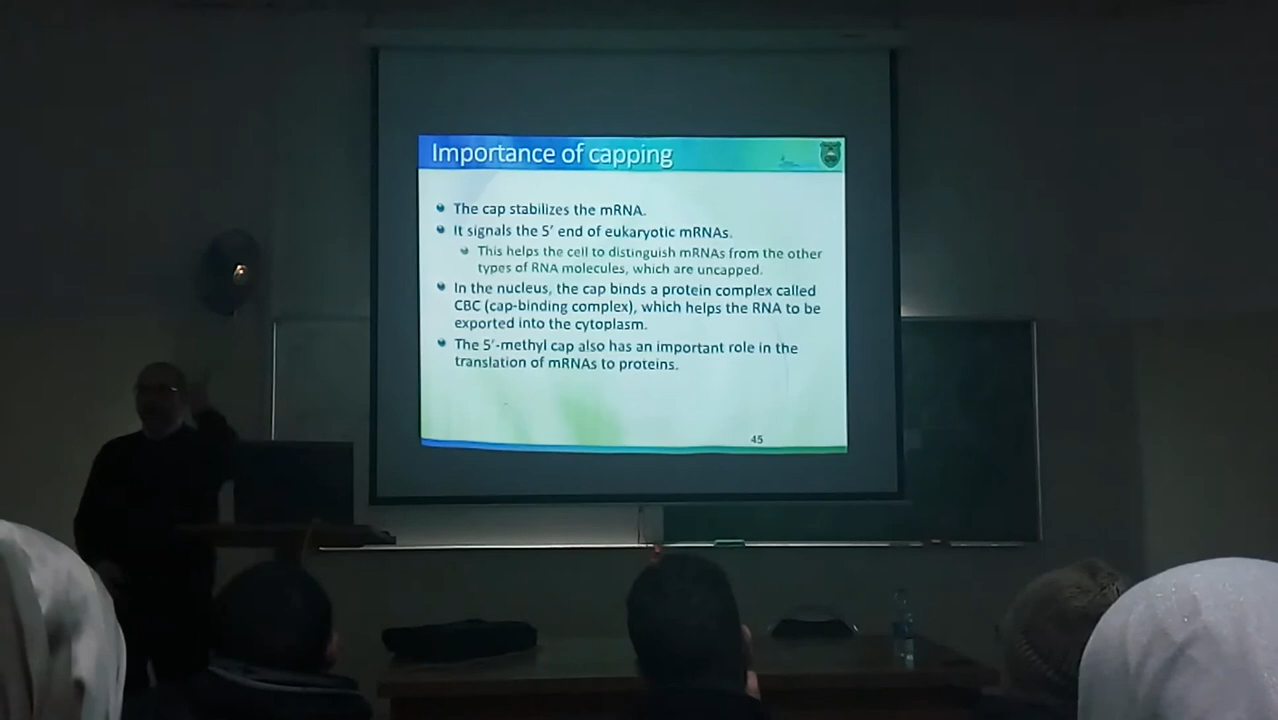 Importance of capping
The cap stabilizes the mRNA.
It signals the 5′ end of eukaryotic mRNAs.
This helps the cell to distinguish mRNAs from the other
types of RNA molecules, which are uncapped.
In the nucleus, the cap binds a protein complex called
CBC (cap-binding complex), which helps the RNA to be
exported into the cytoplasm.
The 5′-methyl cap also has an important role in the
translation of mRNAs to proteins.
45